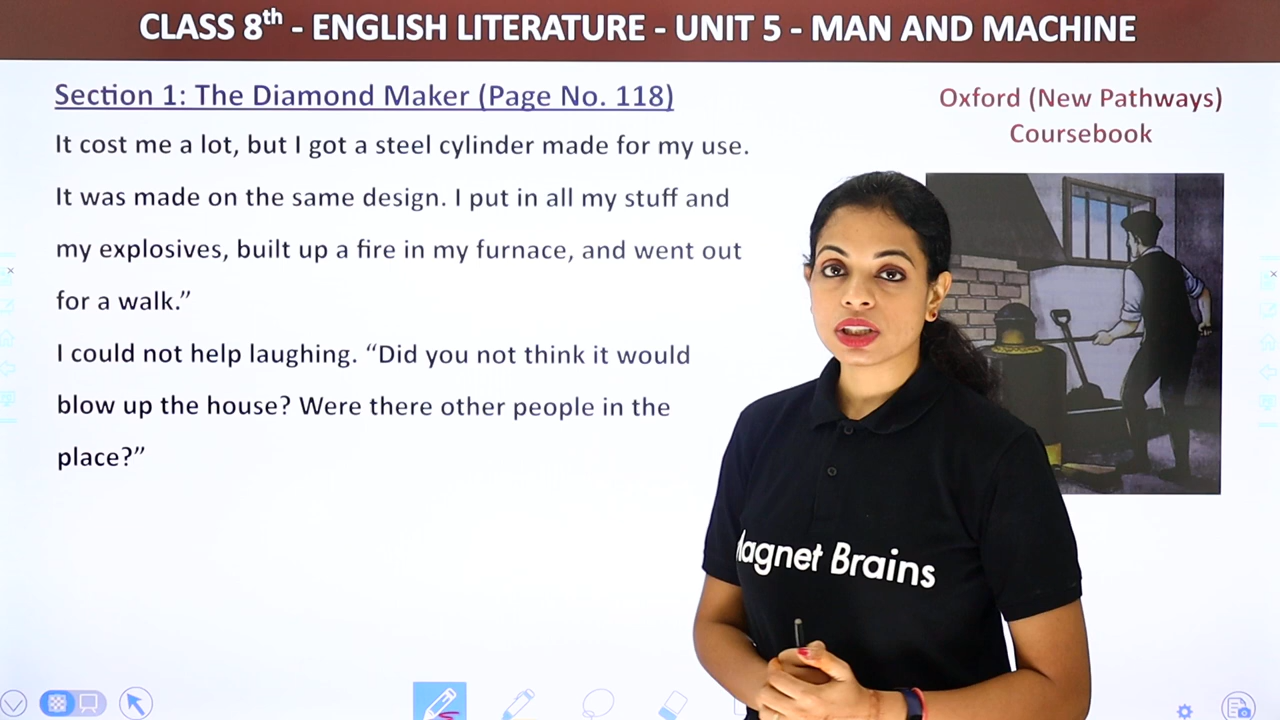 CLASS 8th - ENGLISH LITERATURE - UNIT 5 - MAN AND MACHINE
Section 1: The Diamond Maker (Page No. 118)
Oxford (New Pathways)
Coursebook
It cost me a lot, but I got a steel cylinder made for my use.
It was made on the same design. I put in all my stuff and
my explosives, built up a fire in my furnace, and went out
for a walk.”
I could not help laughing. “Did you not think it would
blow up the house? Were there other people in the
place?”
Magnet Brains